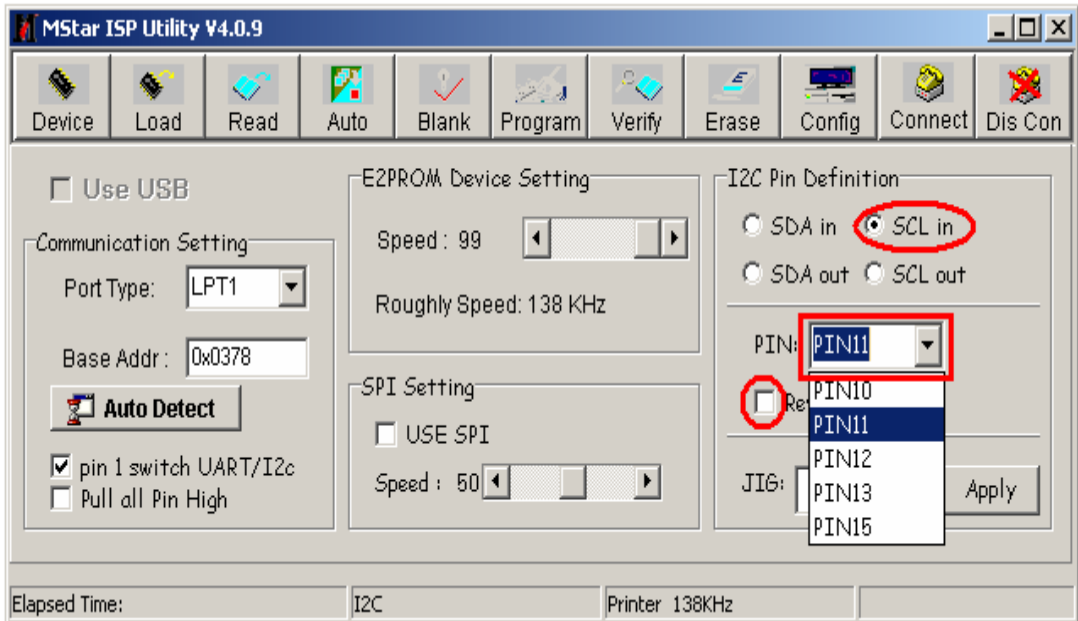 MStar ISP Utility V4.0.9
Device Load Read Auto Blank Program Verify Erase Config Connect Dis Con
Use USB
Communication Setting
Port Type: LPT1
Base Addr : 0x0378
Auto Detect
pin 1 switch UART/I2c
Pull all Pin High
E2PROM Device Setting
Speed : 99
Roughly Speed: 138 KHz
SPI Setting
USE SPI
Speed : 50
I2C Pin Definition
SDA in SCL in
SDA out SCL out
PIN: PIN11
PIN10
PIN11
PIN12
PIN13
PIN15
JIG: Apply
Elapsed Time: I2C Printer 138KHz